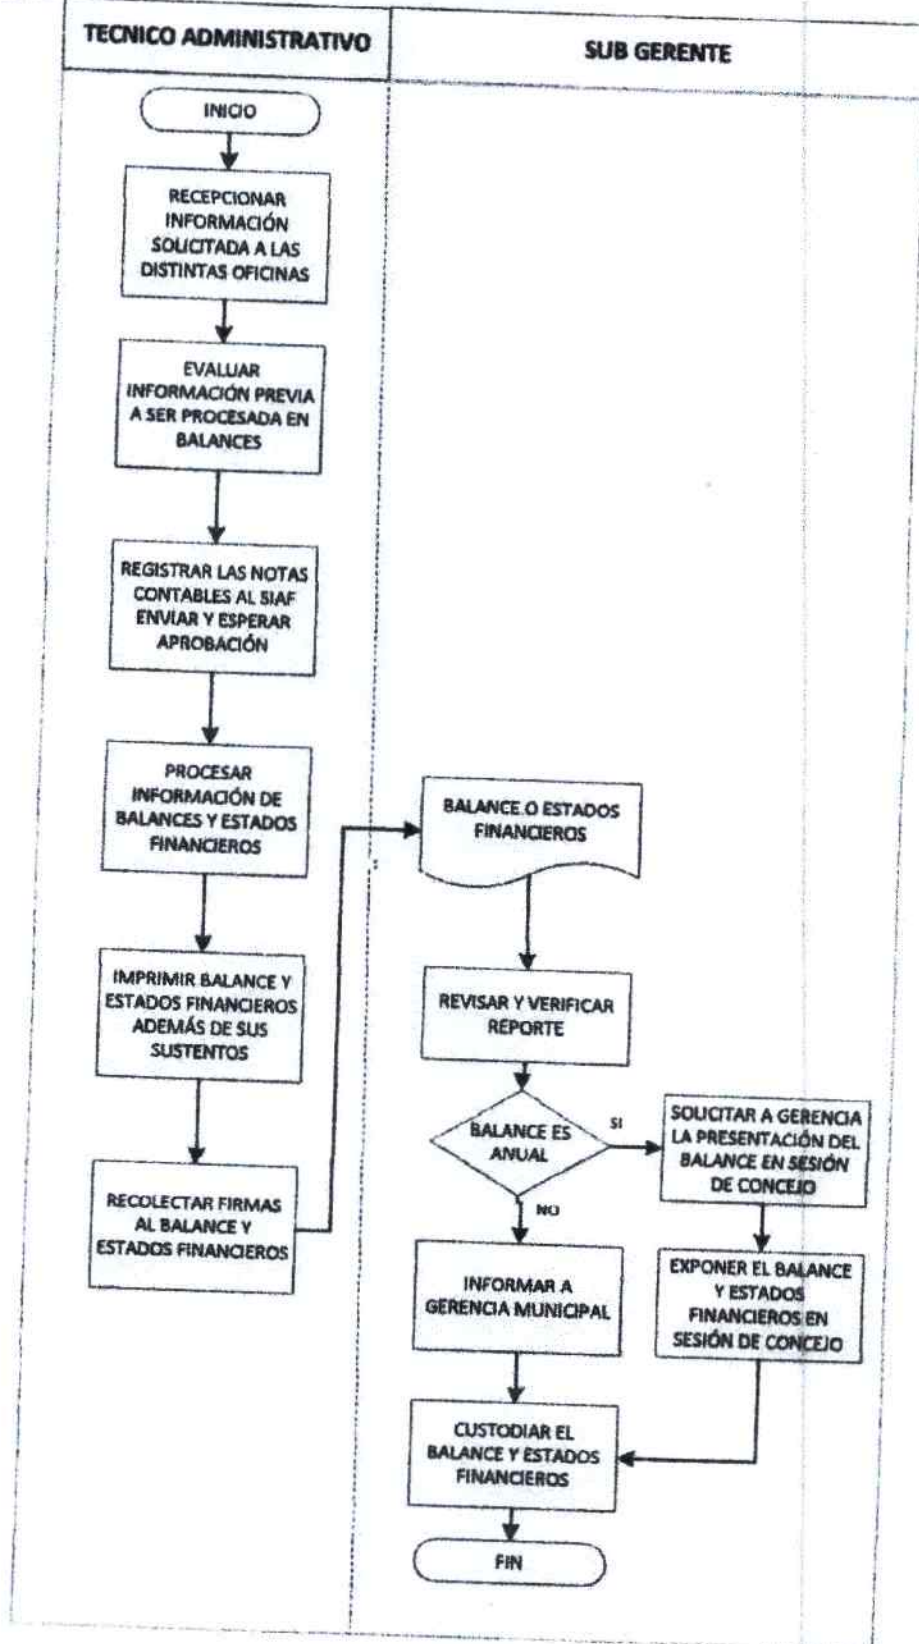 TECNICO ADMINISTRATIVO
SUB GERENTE
INICIO
RECEPCIONAR
INFORMACIÓN
SOLICITADA A LAS
DISTINTAS OFICINAS
EVALUAR
INFORMACIÓN PREVIA
A SER PROCESADA EN
BALANCES
REGISTRAR LAS NOTAS
CONTABLES AL SIAF
ENVIAR Y ESPERAR
APROBACIÓN
PROCESAR
INFORMACIÓN DE
BALANCES Y ESTADOS
FINANCIEROS
IMPRIMIR BALANCE Y
ESTADOS FINANCIEROS
ADEMÁS DE SUS
SUSTENTOS
RECOLECTAR FIRMAS
AL BALANCE Y
ESTADOS FINANCIEROS
BALANCE O ESTADOS
FINANCIEROS
REVISAR Y VERIFICAR
REPORTE
BALANCE ES
ANUAL
SI
SOLICITAR A GERENCIA
LA PRESENTACIÓN DEL
BALANCE EN SESIÓN
DE CONCEJO
NO
INFORMAR A
GERENCIA MUNICIPAL
EXPONER EL BALANCE
Y ESTADOS
FINANCIEROS EN
SESIÓN DE CONCEJO
CUSTODIAR EL
BALANCE Y ESTADOS
FINANCIEROS
FIN